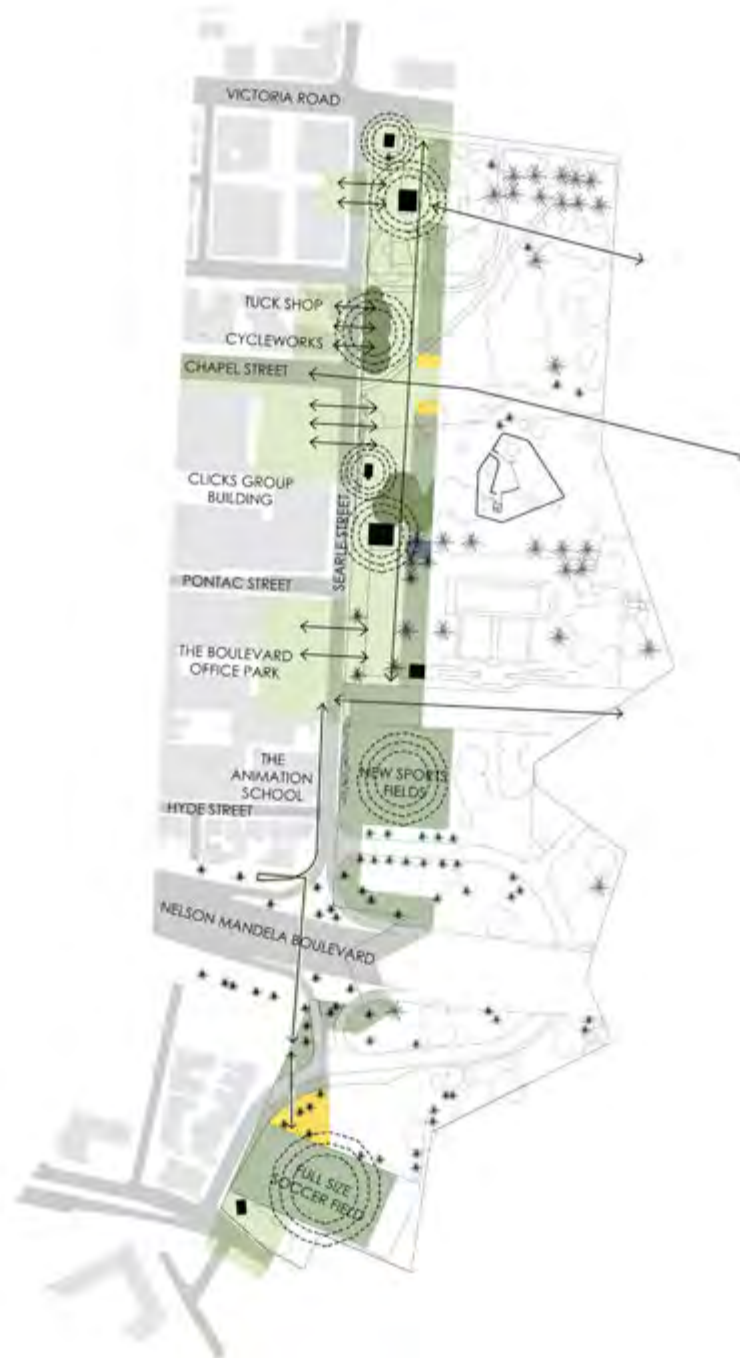 VICTORIA ROAD
TUCK SHOP
CYCLEWORKS
CHAPEL STREET
CLICKS GROUP
BUILDING
SEARLE STREET
PONTAC STREET
THE BOULEVARD
OFFICE PARK
THE
ANIMATION
SCHOOL
NEW SPORTS
FIELDS
HYDE STREET
NELSON MANDELA BOULEVARD
FULL SIZE
SOCCER FIELD